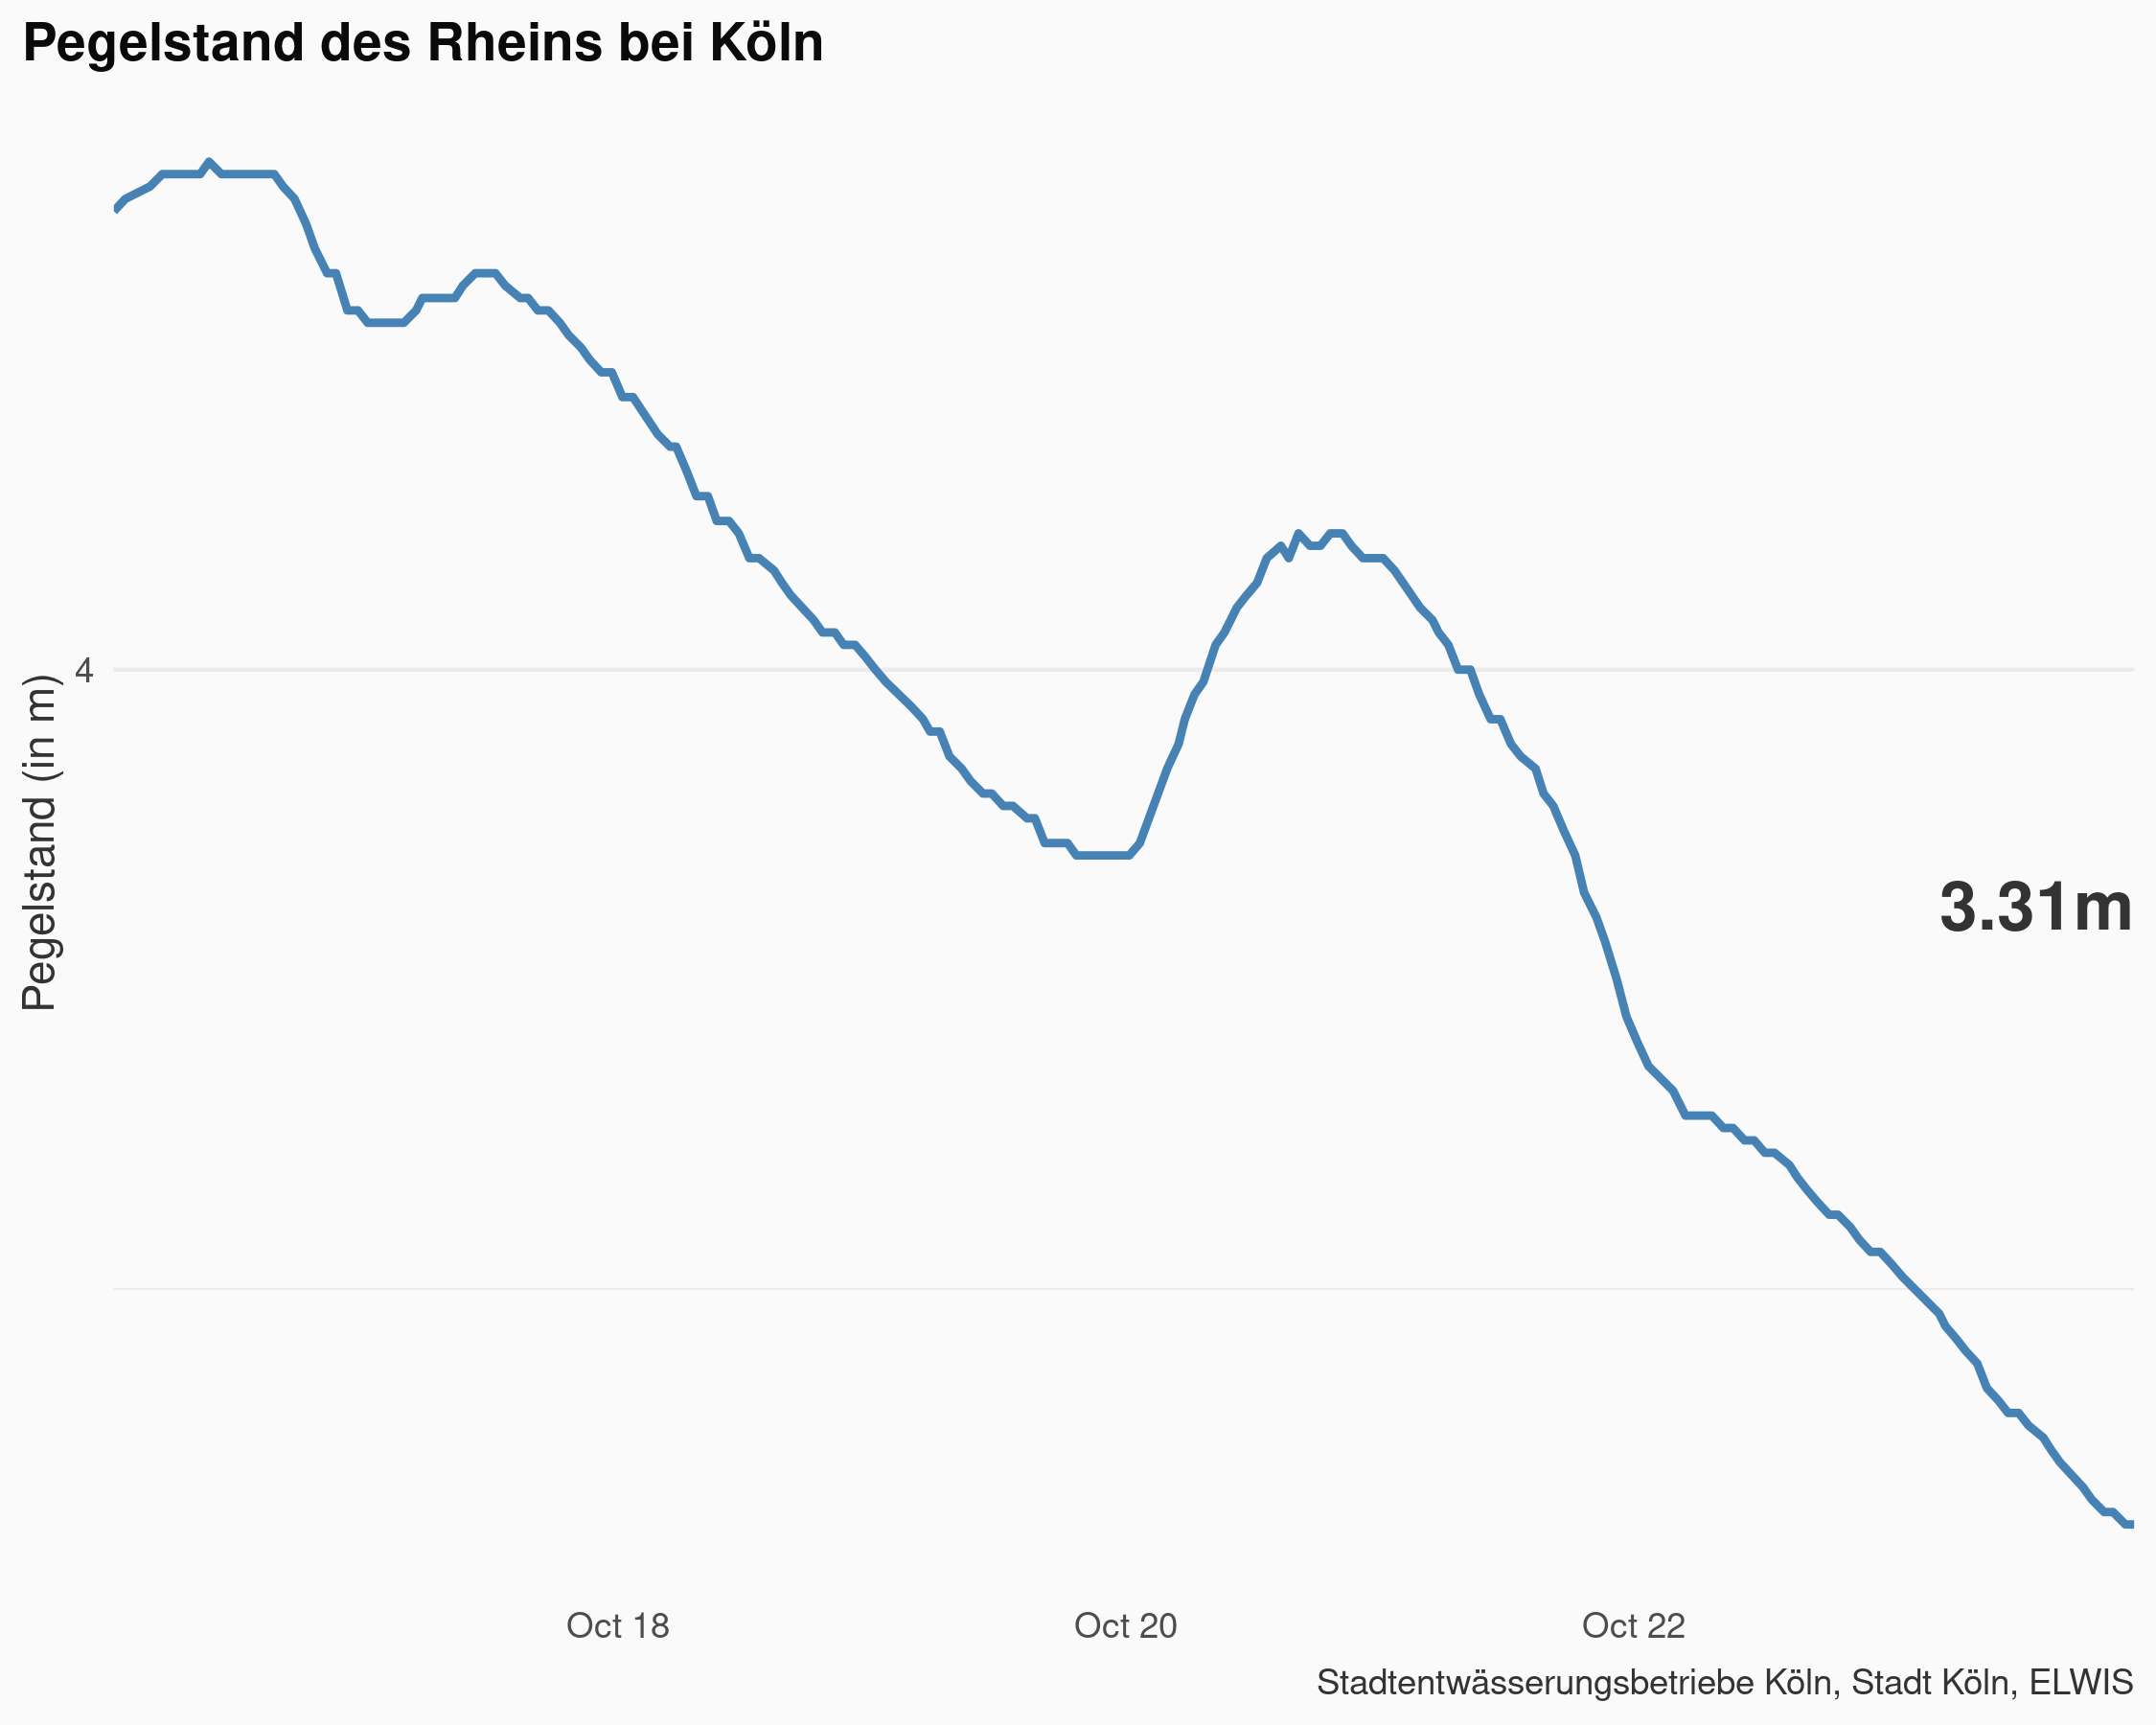 Pegelstand des Rheins bei Köln
Pegelstand (in m)
4
3.31m
Oct 18
Oct 20
Oct 22
Stadtentwässerungsbetriebe Köln, Stadt Köln, ELWIS